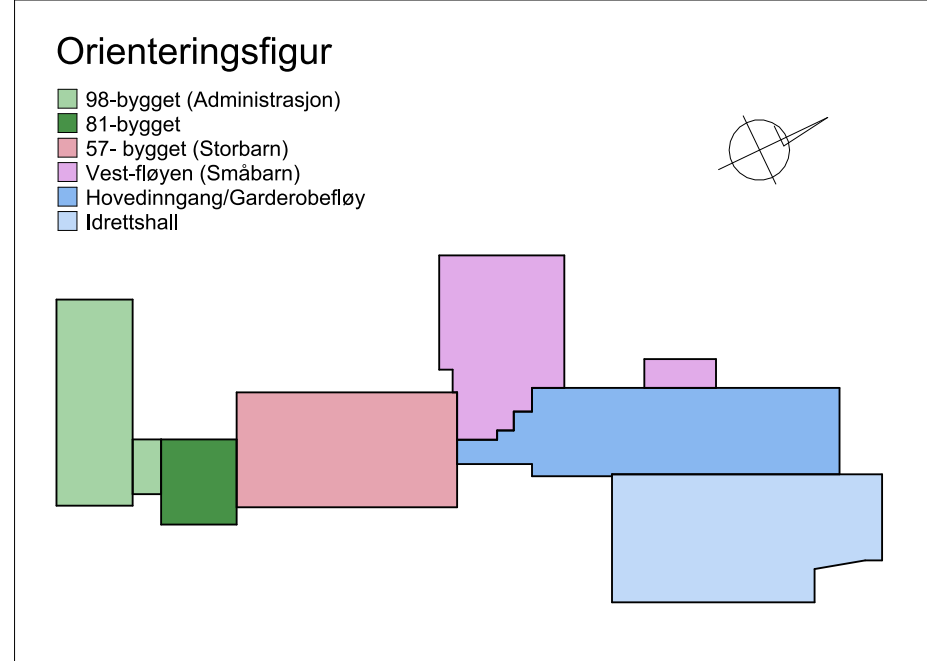 Orienteringsfigur
98-bygget (Administrasjon)
81-bygget
57- bygget (Storbarn)
Vest-fløyen (Småbarn)
Hovedinngang/Garderobefløy
Idrettshall